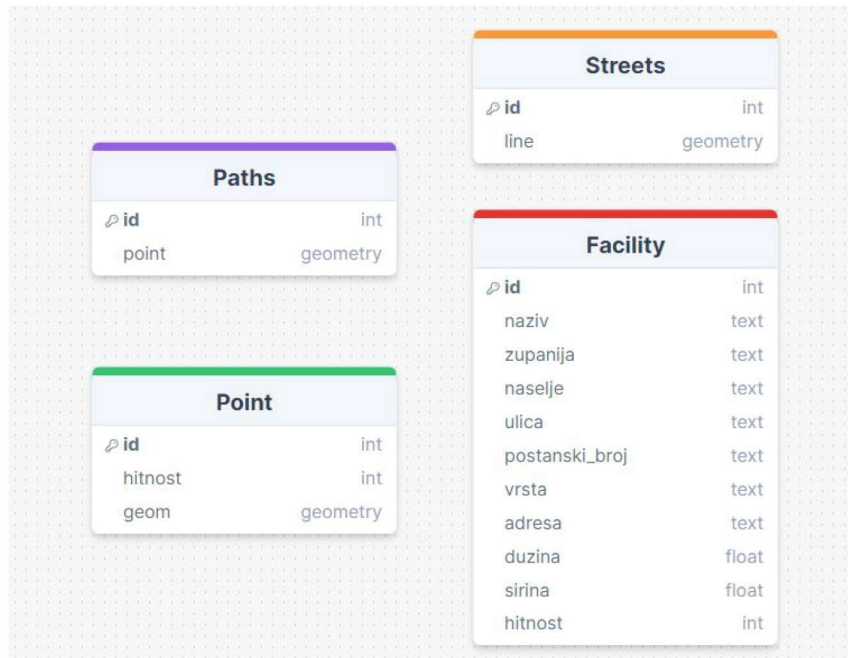 Paths
id int
point geometry
Point
id int
hitnost int
geom geometry
Streets
id int
line geometry
Facility
id int
naziv text
zupanija text
naselje text
ulica text
postanski_broj text
vrsta text
adresa text
duzina float
sirina float
hitnost int